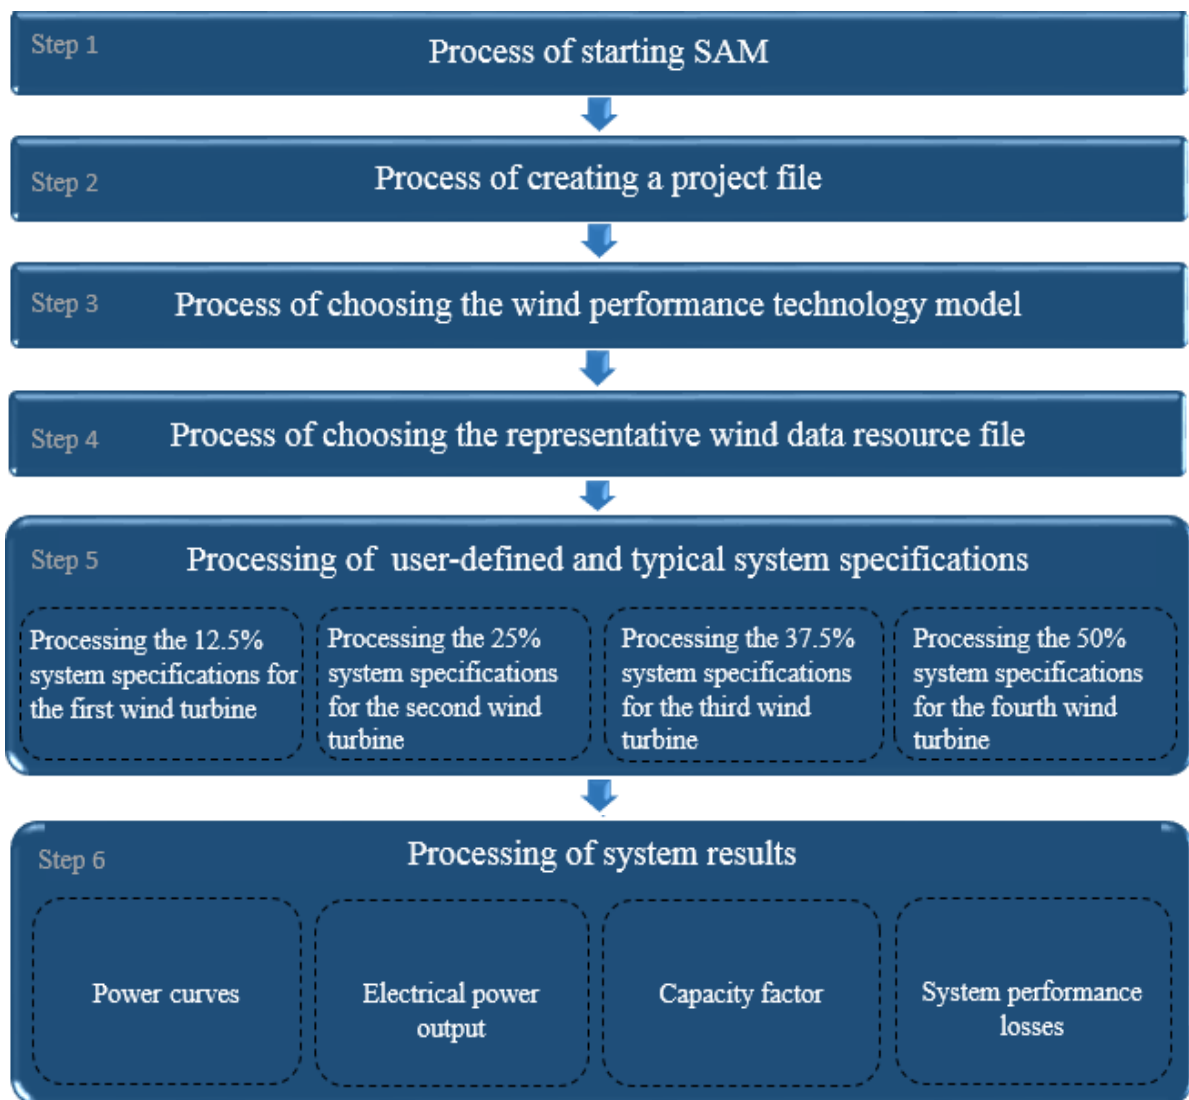 Step 1
Process of starting SAM
Step 2
Process of creating a project file
Step 3
Process of choosing the wind performance technology model
Step 4
Process of choosing the representative wind data resource file
Step 5
Processing of user-defined and typical system specifications
Processing the 12.5%
system specifications for
the first wind turbine
Processing the 25%
system specifications
for the second wind
turbine
Processing the 37.5%
system specifications
for the third wind
turbine
Processing the 50%
system specifications
for the fourth wind
turbine
Step 6
Processing of system results
Power curves
Electrical power
output
Capacity factor
System performance
losses